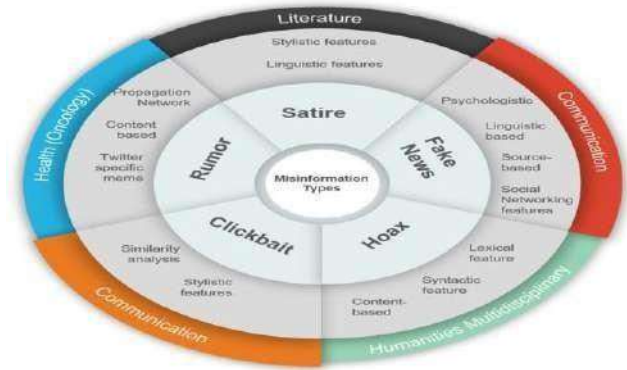 Literature
Stylistic features
Linguistic features
Satire
Communication
Psychologistic
Linguistic
based
Source-
based
Social
Networking
features
Fake
News
Humanities Multidisciplinary
Lexical
feature
Syntactic
feature
Content-
based
Hoax
Communication
Similarity
analysis
Stylistic
features
Clickbait
Health (Oncology)
Propagation
Network
Content
based
Twitter
specific
meme
Rumor
Misinformation
Types